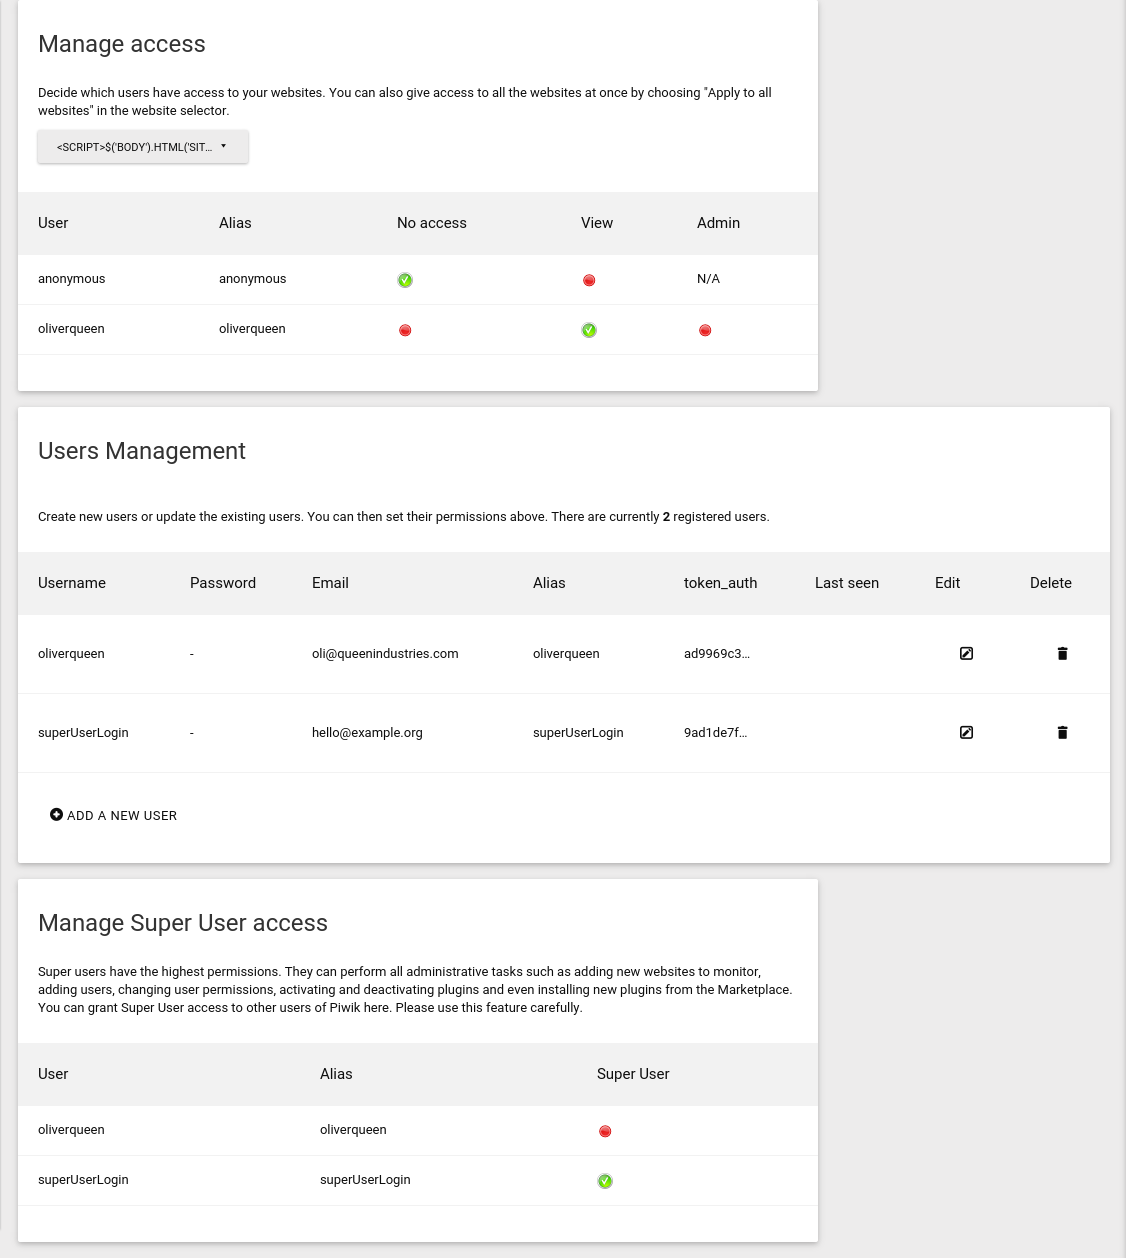 Manage access
Decide which users have access to your websites. You can also give access to all the websites at once by choosing "Apply to all
websites" in the website selector.
<SCRIPT>$('BODY').HTML('SIT...
User Alias No access View Admin
anonymous anonymous N/A
oliverqueen oliverqueen
Users Management
Create new users or update the existing users. You can then set their permissions above. There are currently 2 registered users.
Username Password Email Alias token_auth Last seen Edit Delete
oliverqueen - oli@queenindustries.com oliverqueen ad9969c3...
superUserLogin - hello@example.org superUserLogin 9ad1de7f...
ADD A NEW USER
Manage Super User access
Super users have the highest permissions. They can perform all administrative tasks such as adding new websites to monitor,
adding users, changing user permissions, activating and deactivating plugins and even installing new plugins from the Marketplace.
You can grant Super User access to other users of Piwik here. Please use this feature carefully.
User Alias Super User
oliverqueen oliverqueen
superUserLogin superUserLogin